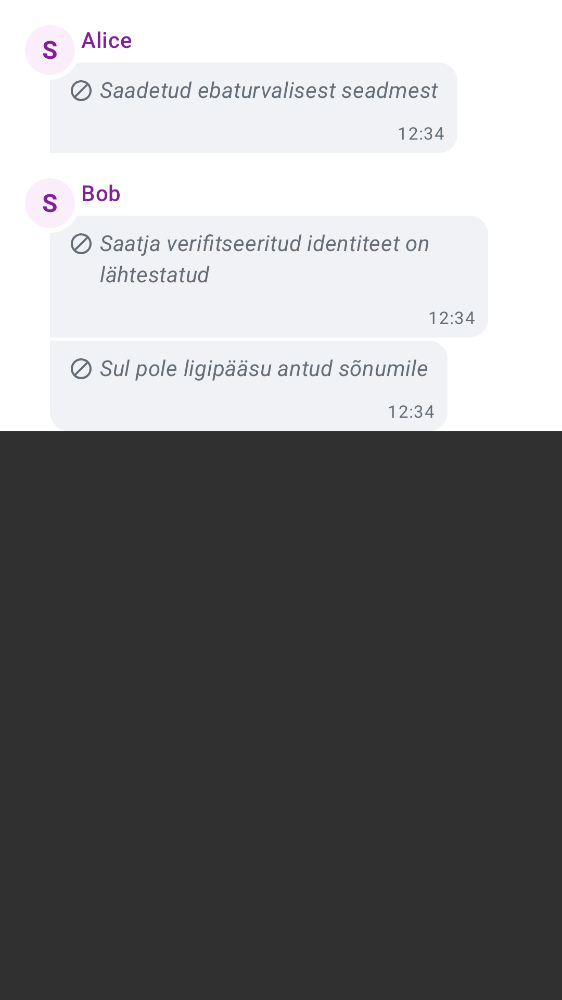 S
Alice
Saadetud ebaturvalisest seadmest
12:34
S
Bob
Saatja verifitseeritud identiteet on
lähtestatud
12:34
Sul pole ligipääsu antud sõnumile
12:34